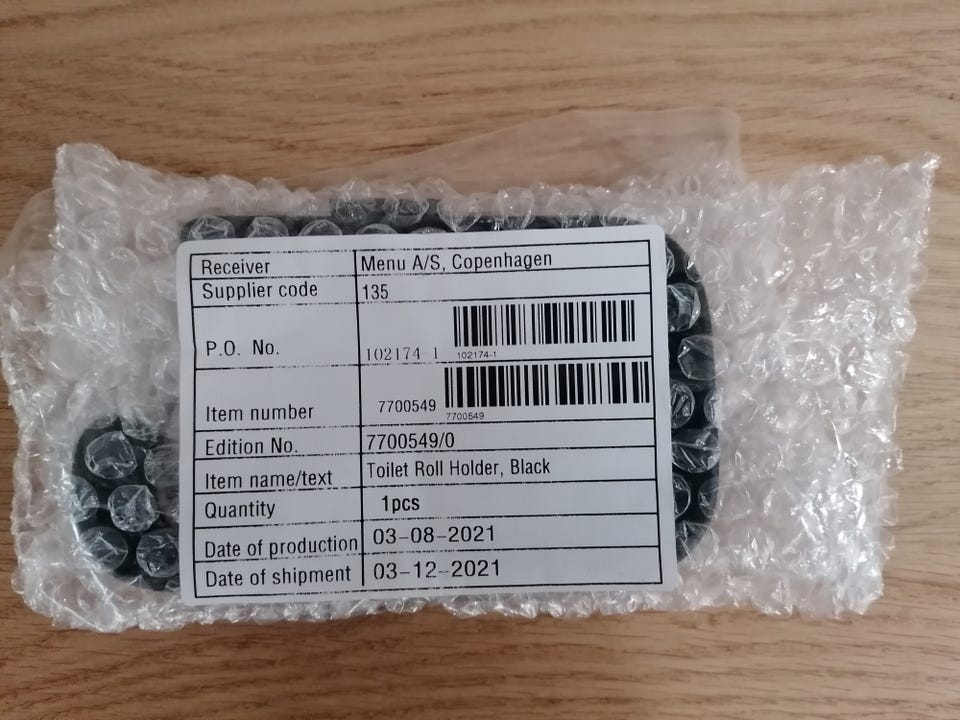 Receiver Menu A/S, Copenhagen
Supplier code 135
P.O. No. 102174-1 102174-1
Item number 7700549 7700549
Edition No. 7700549/0
Item name/text Toilet Roll Holder, Black
Quantity 1pcs
Date of production 03-08-2021
Date of shipment 03-12-2021